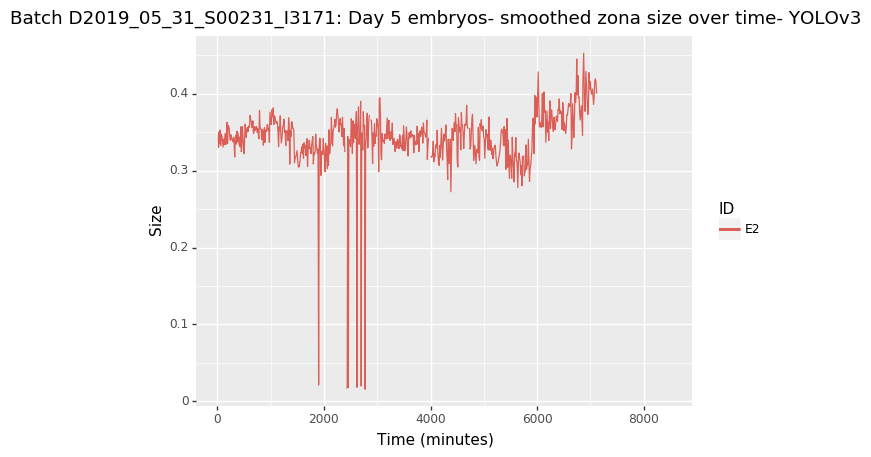 Batch D2019_05_31_S00231_I3171: Day 5 embryos- smoothed zona size over time- YOLOv3
0.4
0.3
0.2
0.1
0
Size
0 2000 4000 6000 8000
Time (minutes)
ID
E2